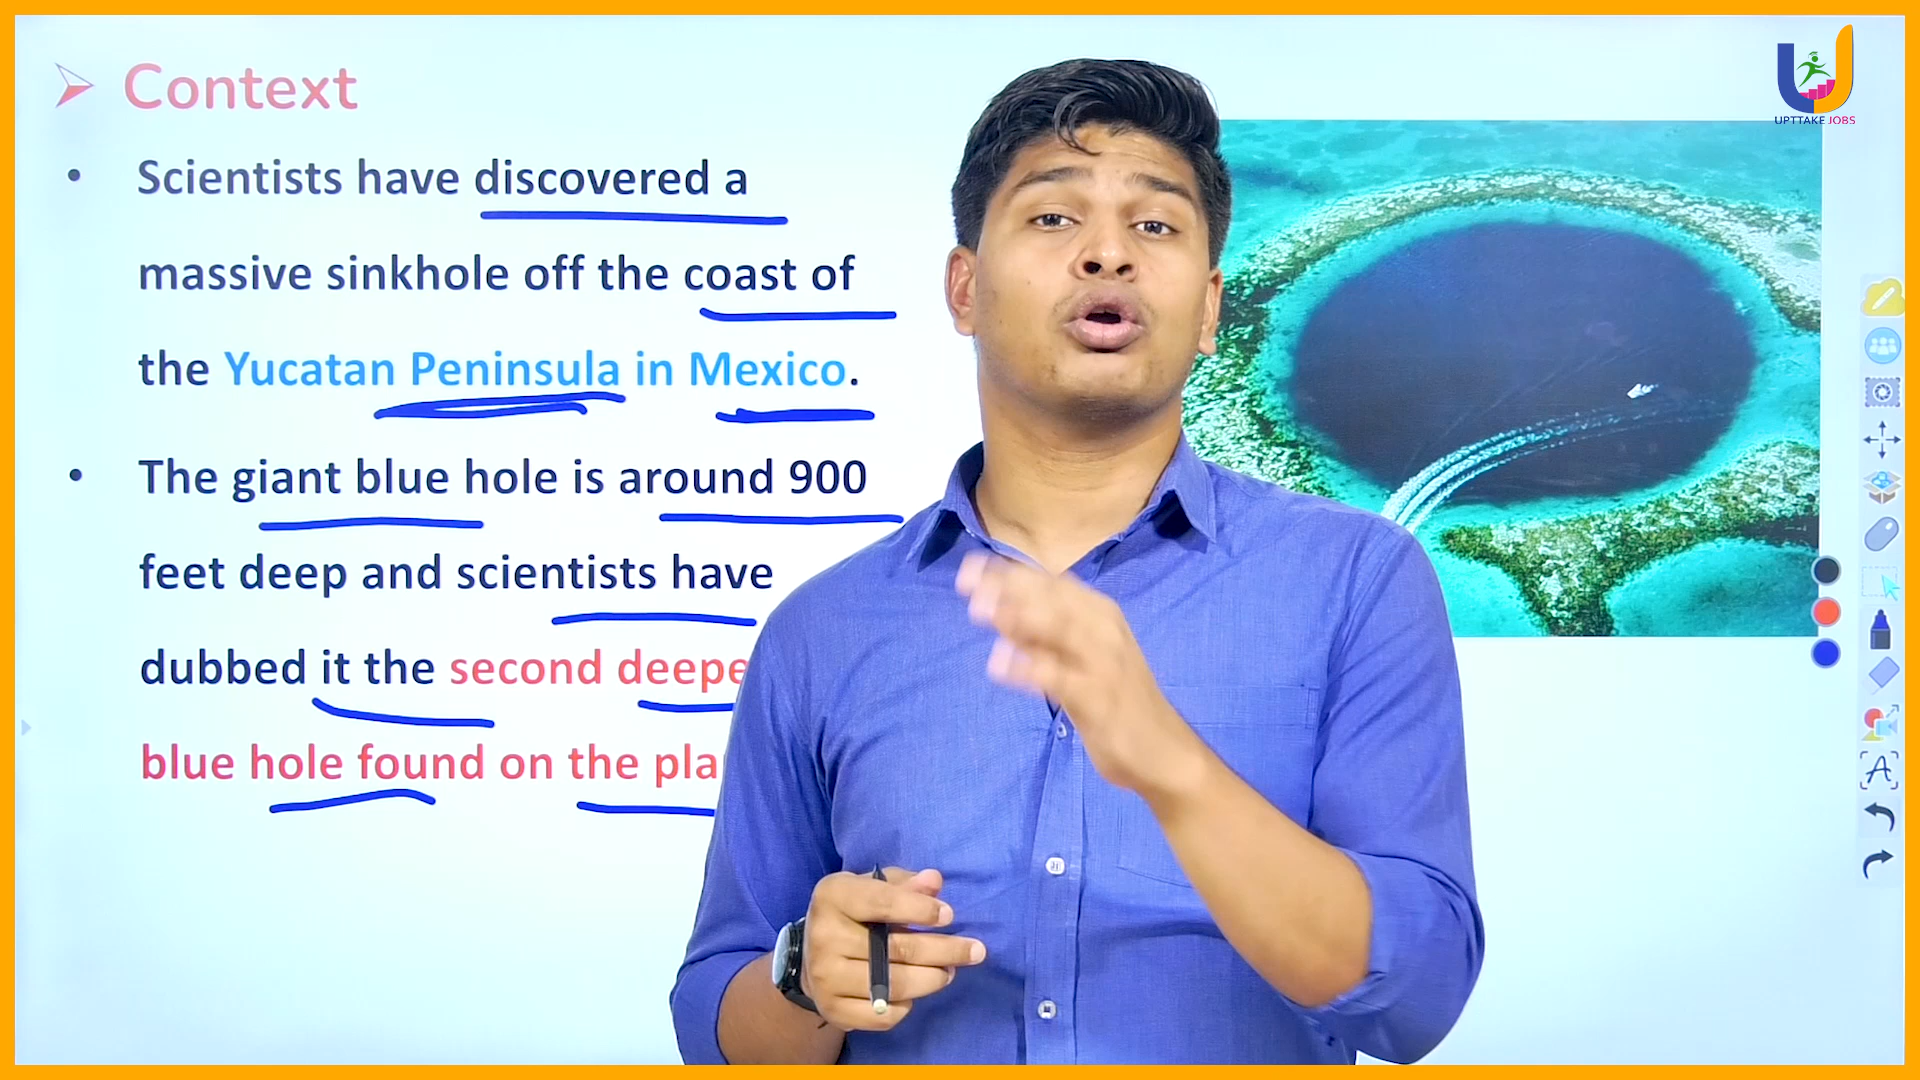 Context
UPTTAKE JOBS
Scientists have discovered a
massive sinkhole off the coast of
the Yucatan Peninsula in Mexico.
The giant blue hole is around 900
feet deep and scientists have
dubbed it the second deepe
blue hole found on the pla